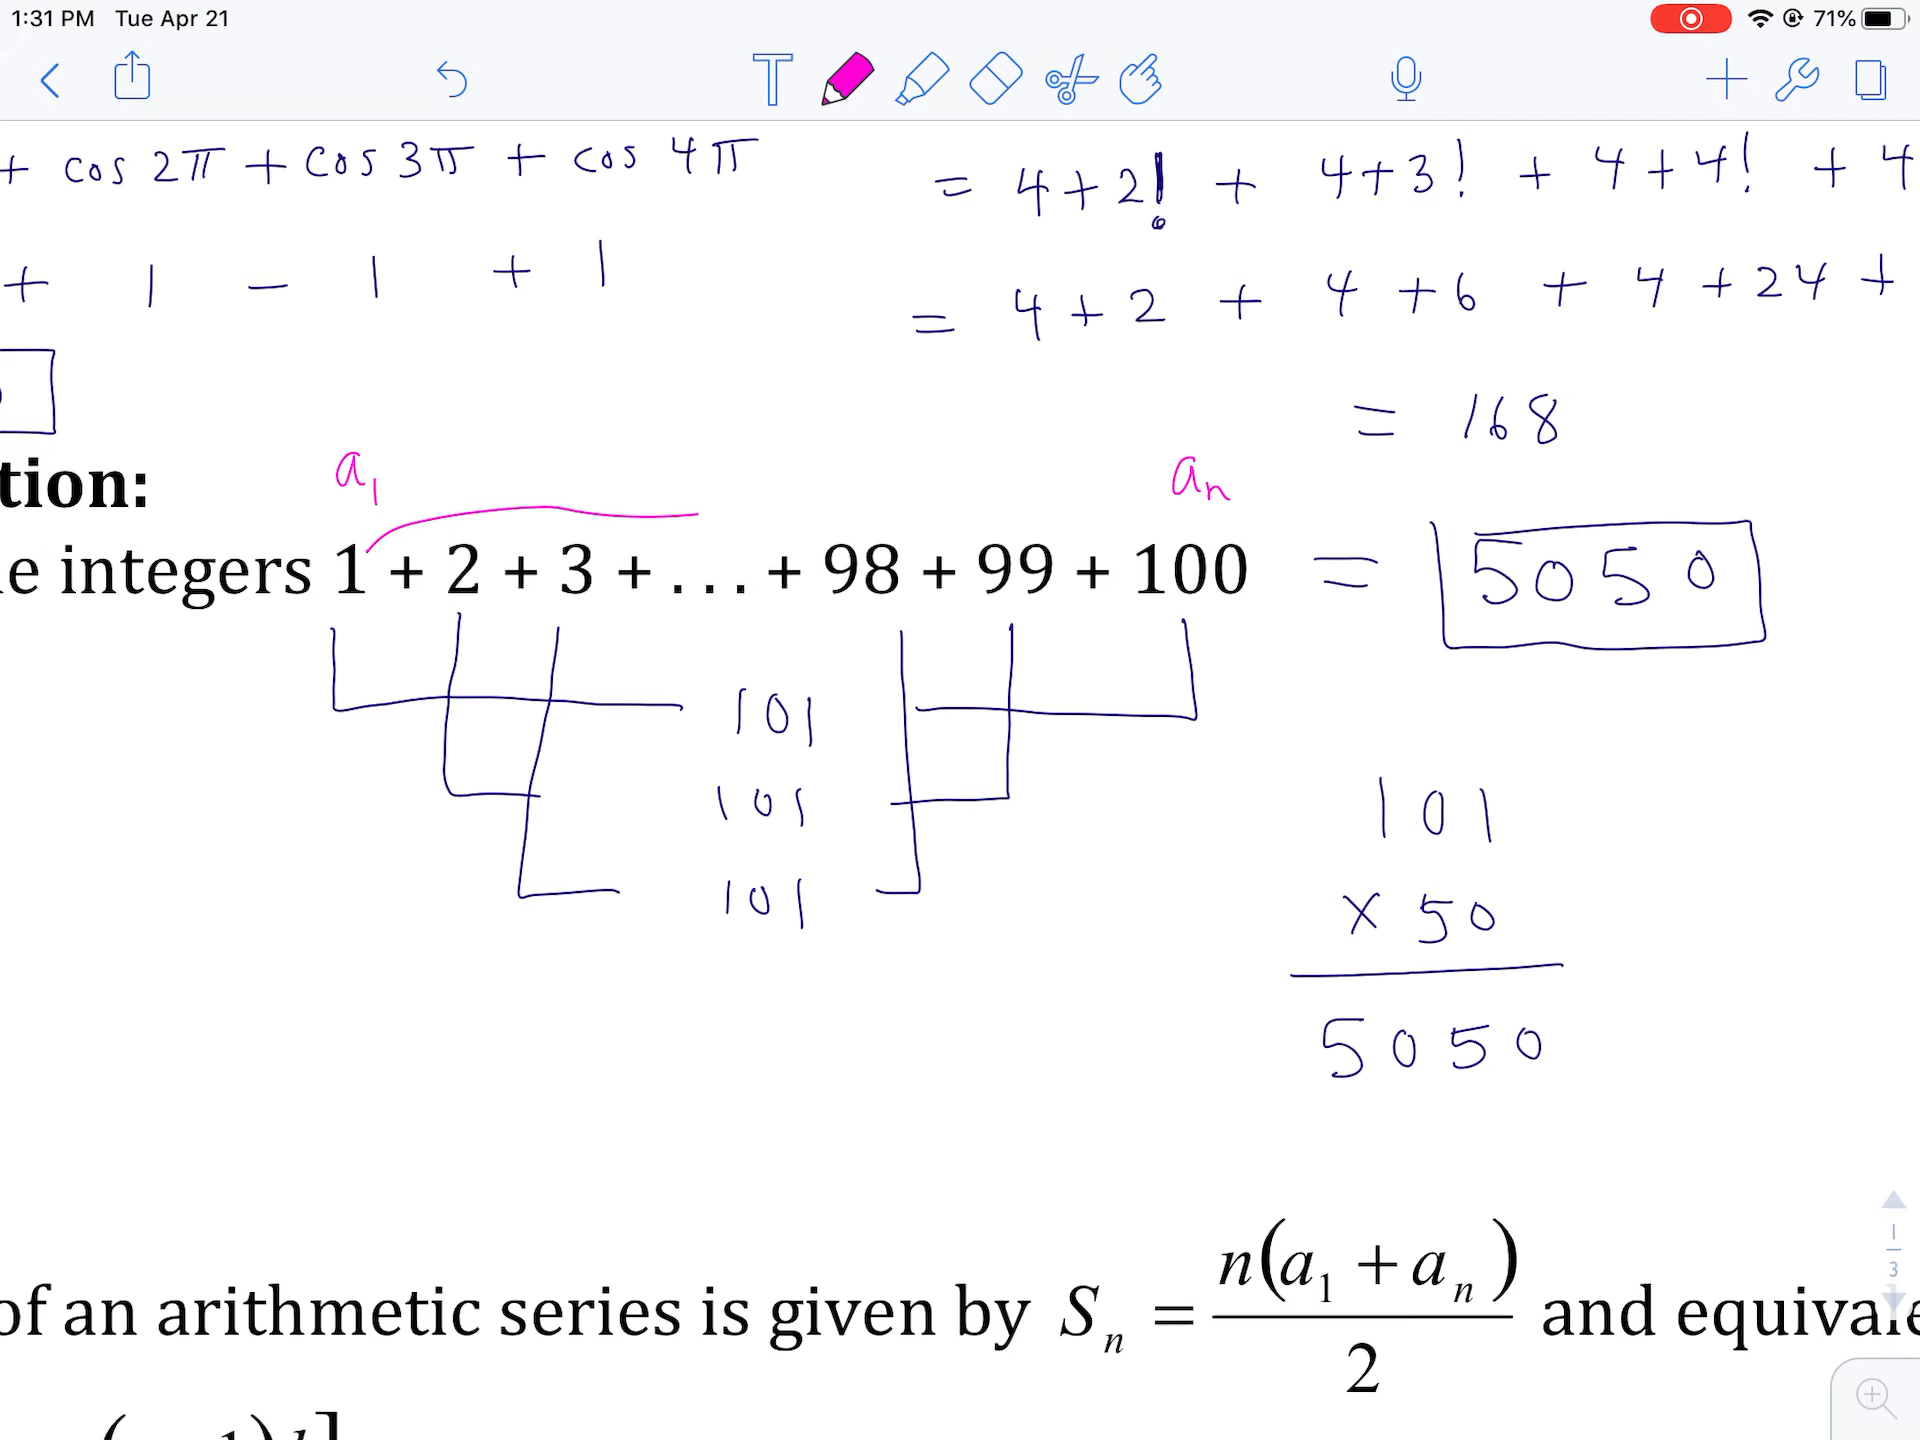 1:31 PM Tue Apr 21 71%
T
+ cos 2π + cos 3π + cos 4π
= 4+2! + 4+3! + 4+4! + 4
+ 1 - 1 + 1
= 4+2 + 4+6 + 4+24 +
= 168
a₁ aₙ
tion:
e integers 1 + 2 + 3 + . . . + 98 + 99 + 100 = 5050
101
101
101
101
× 50
5050
1
3
of an arithmetic series is given by Sₙ = n(a₁ + aₙ)/2 and equivale